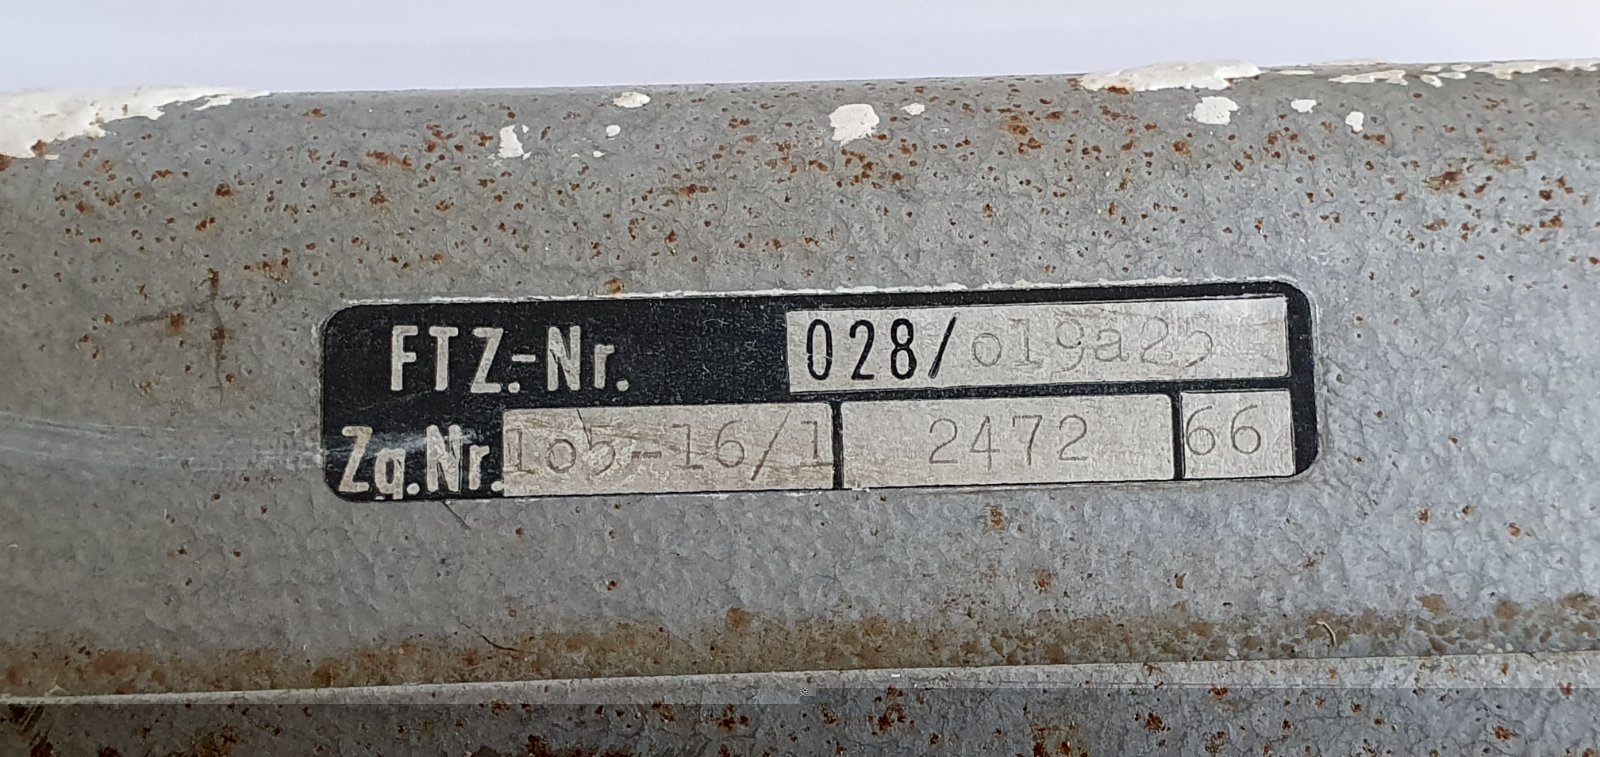 FTZ.-Nr. 028/o19a25
Zg.Nr. 1o5-16/1 2472 66